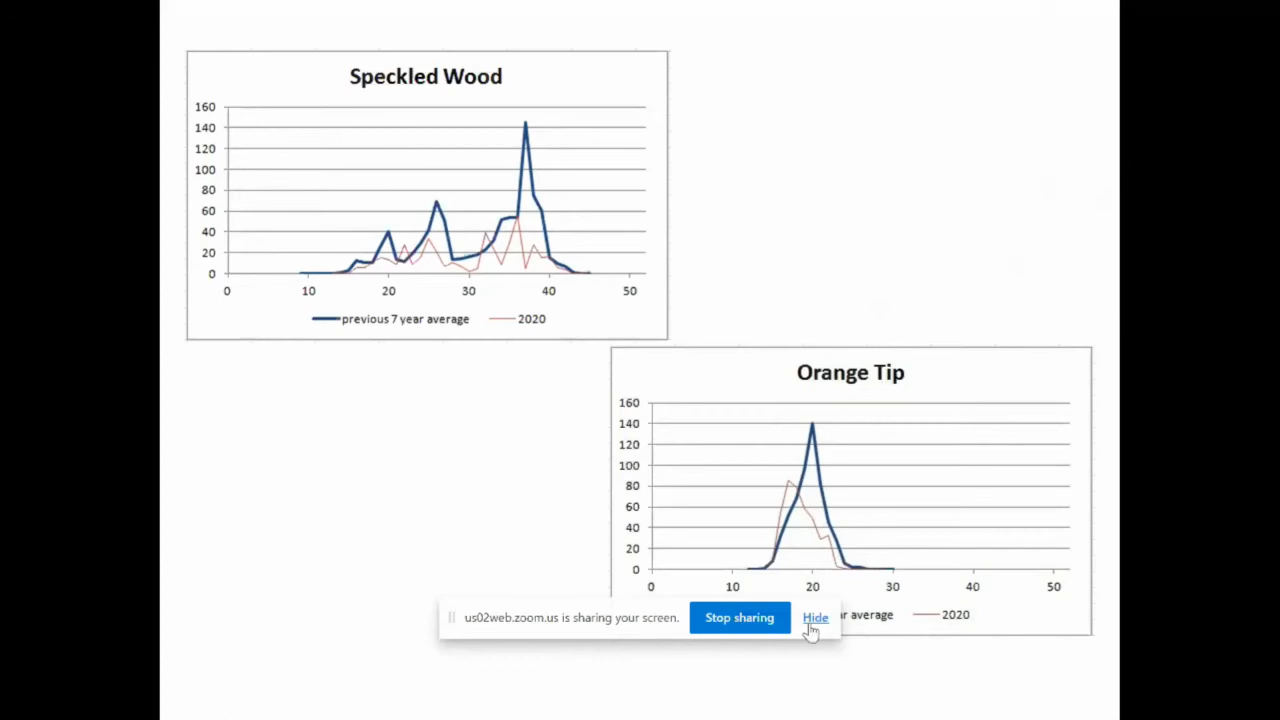 Speckled Wood
160
140
120
100
80
60
40
20
0
0 10 20 30 40 50
previous 7 year average 2020
Orange Tip
160
140
120
100
80
60
40
20
0
0 10 20 30 40 50
average 2020
us02web.zoom.us is sharing your screen. Stop sharing Hide